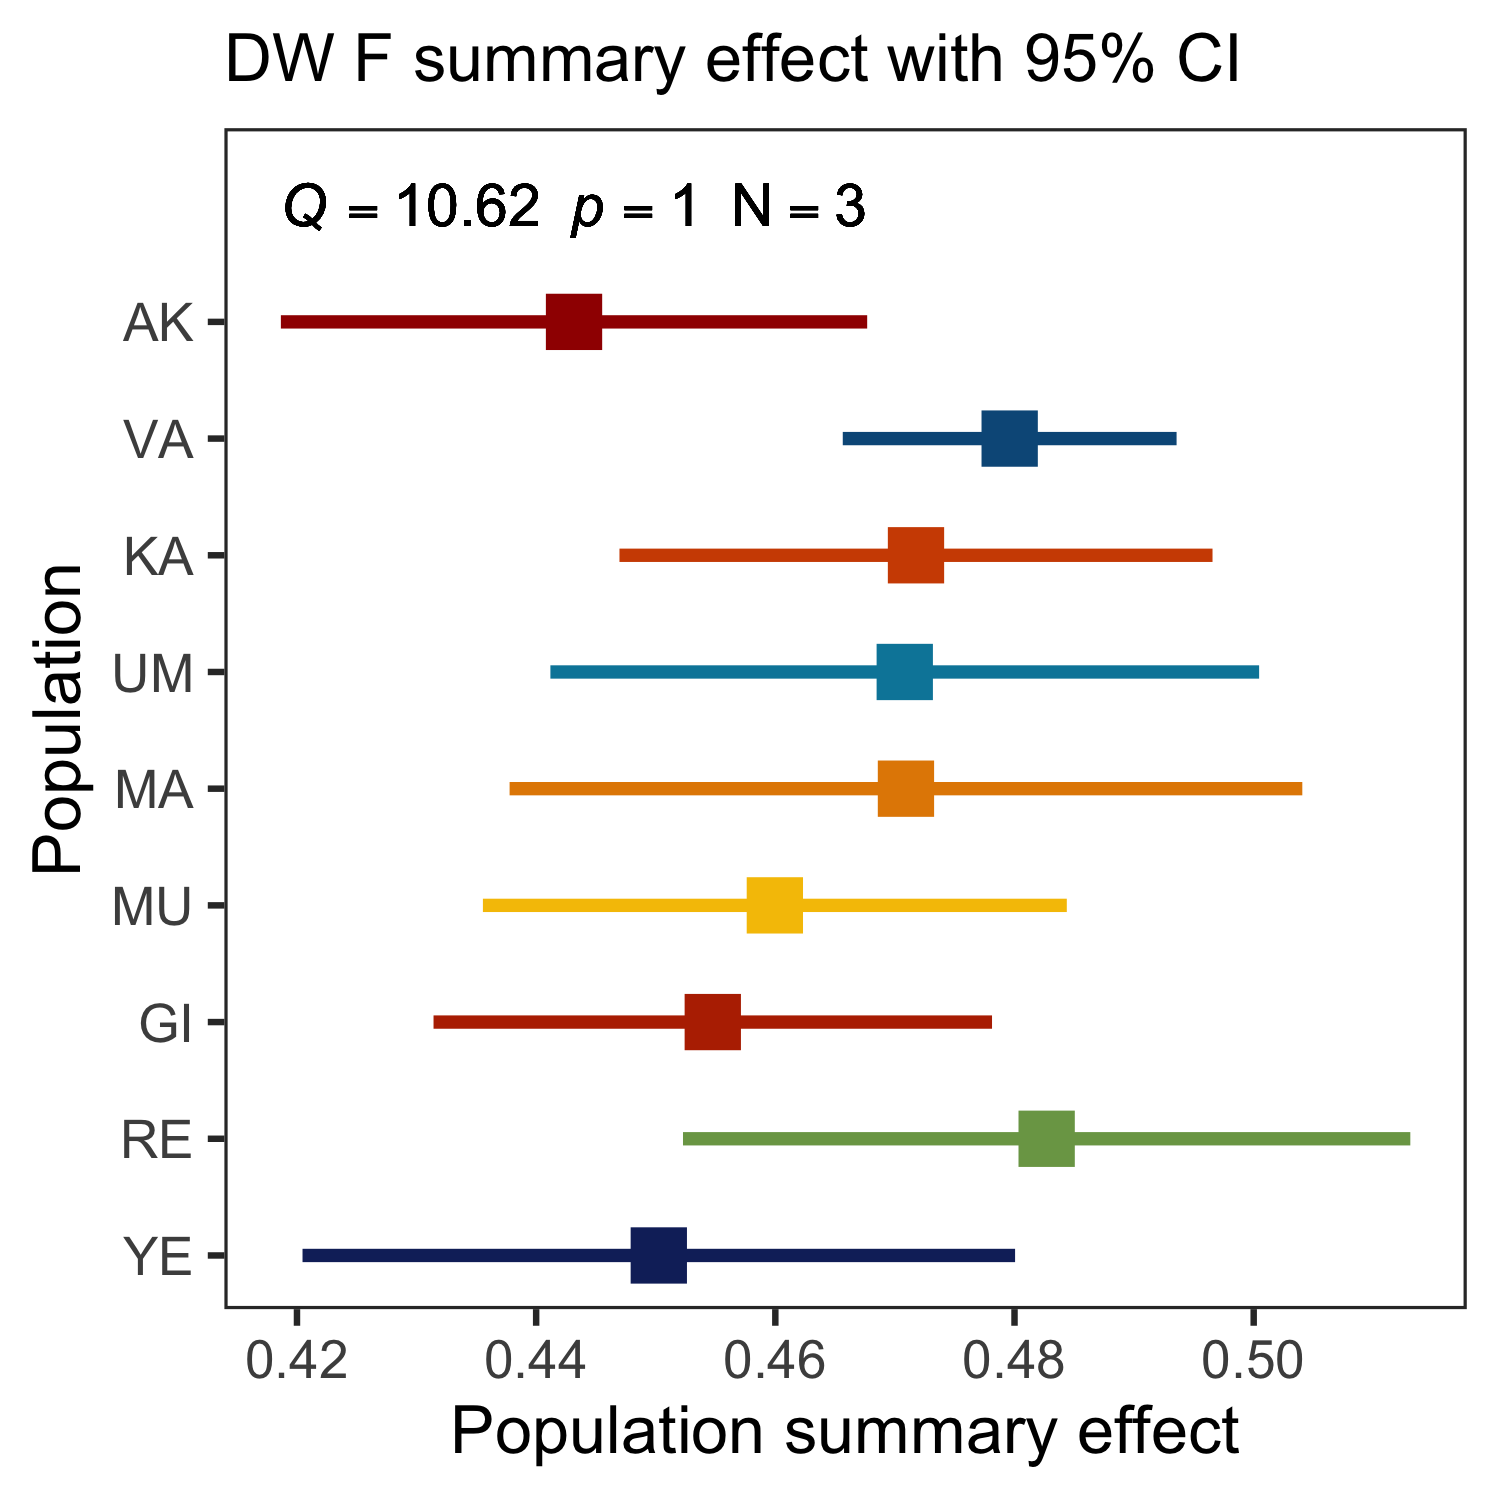 DW F summary effect with 95% CI
Q = 10.62 p = 1 N = 3
AK
VA
KA
UM
MA
MU
GI
RE
YE
Population
0.42 0.44 0.46 0.48 0.50
Population summary effect